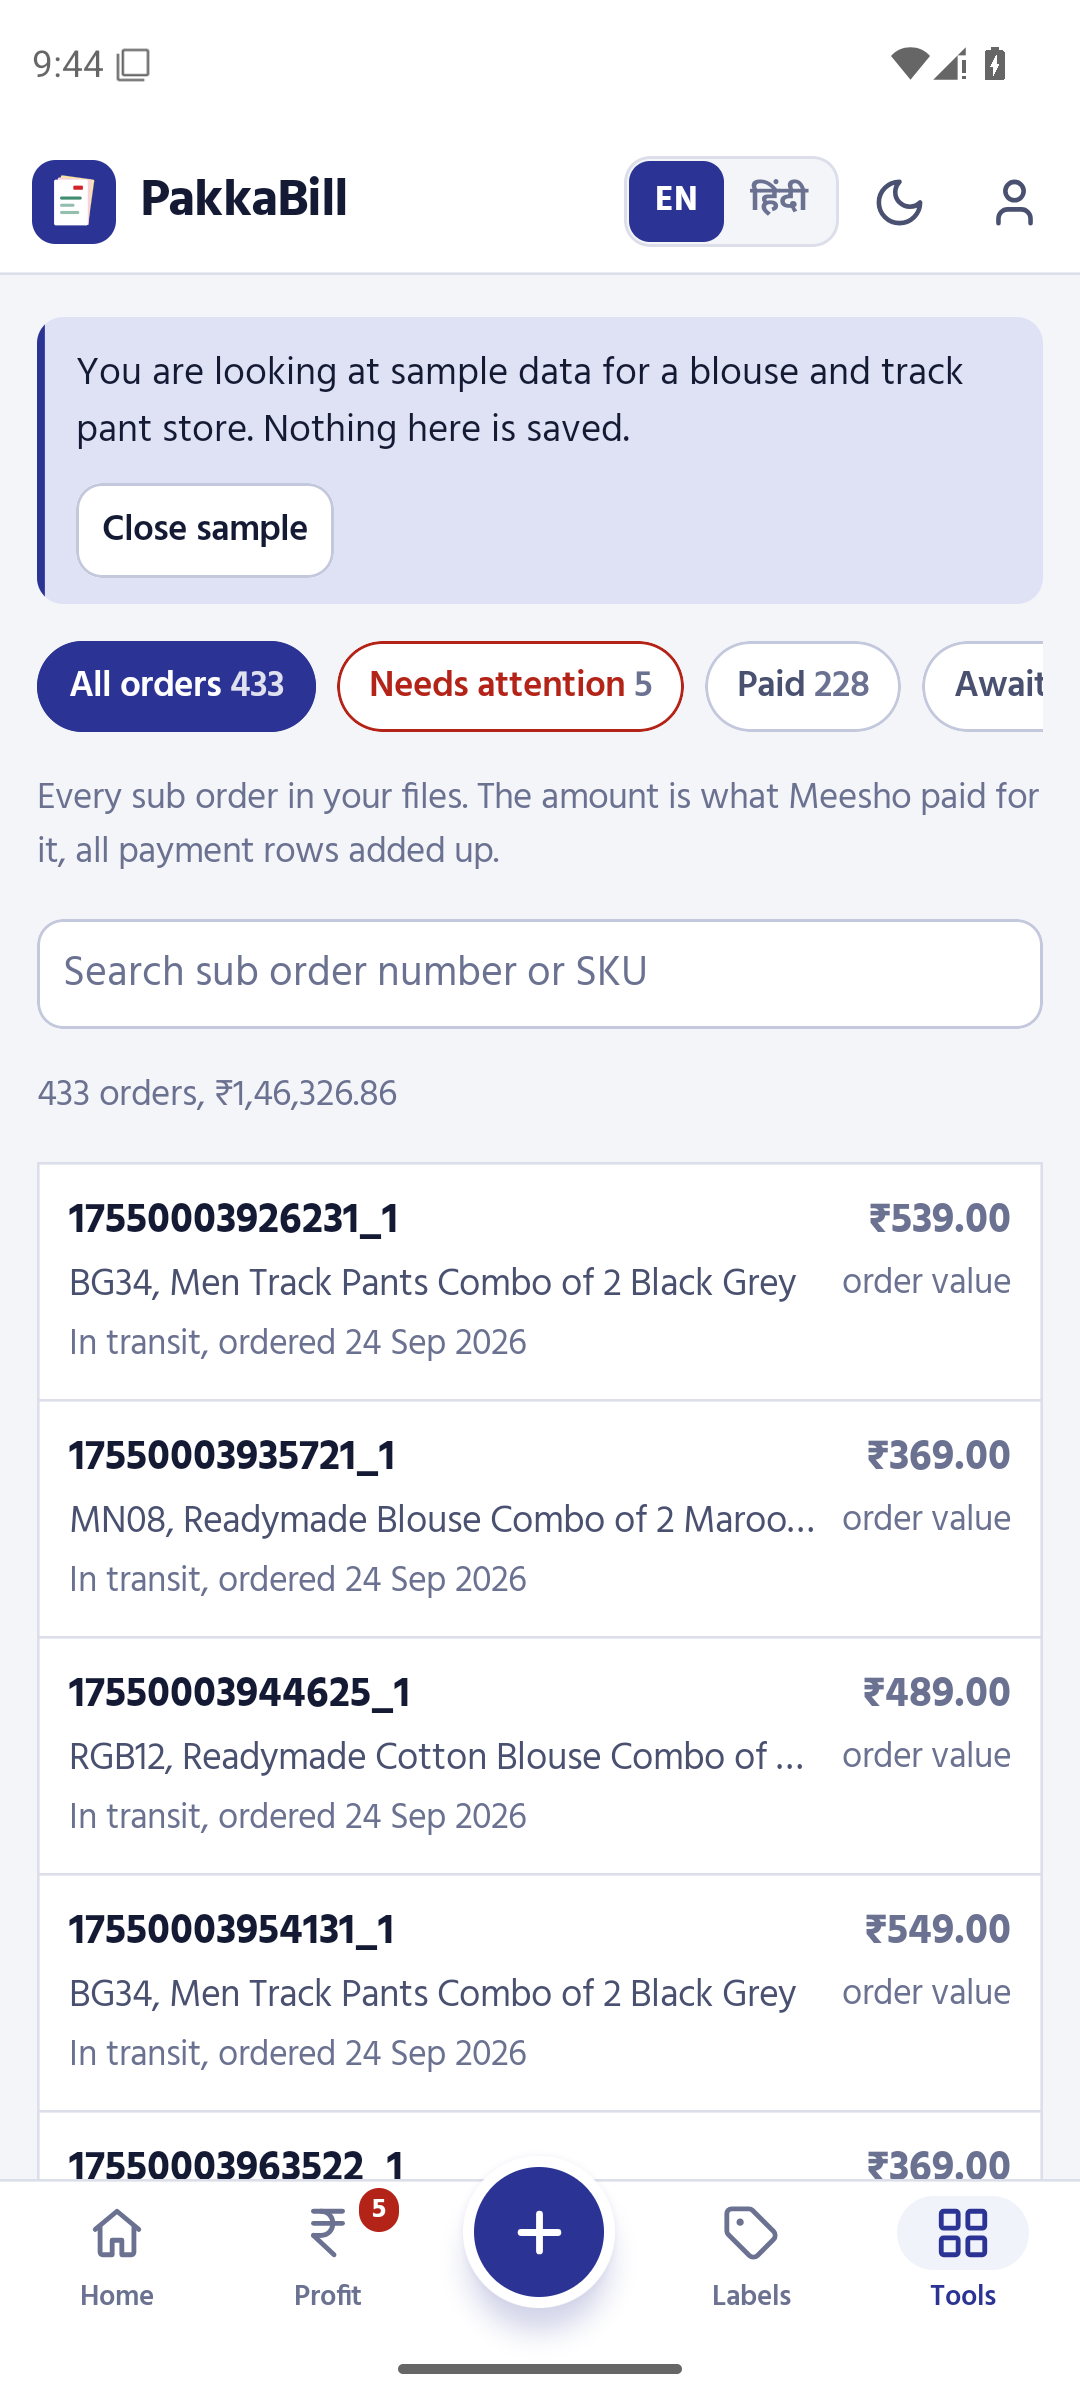 9:44
PakkaBill
EN हिंदी
You are looking at sample data for a blouse and track
pant store. Nothing here is saved.
Close sample
All orders 433
Needs attention 5
Paid 228
Await
Every sub order in your files. The amount is what Meesho paid for
it, all payment rows added up.
Search sub order number or SKU
433 orders, ₹1,46,326.86
17550003926231_1 ₹539.00
BG34, Men Track Pants Combo of 2 Black Grey order value
In transit, ordered 24 Sep 2026
17550003935721_1 ₹369.00
MN08, Readymade Blouse Combo of 2 Maroo... order value
In transit, ordered 24 Sep 2026
17550003944625_1 ₹489.00
RGB12, Readymade Cotton Blouse Combo of ... order value
In transit, ordered 24 Sep 2026
17550003954131_1 ₹549.00
BG34, Men Track Pants Combo of 2 Black Grey order value
In transit, ordered 24 Sep 2026
17550003963522_1 ₹369.00
5
Home
Profit
Labels
Tools